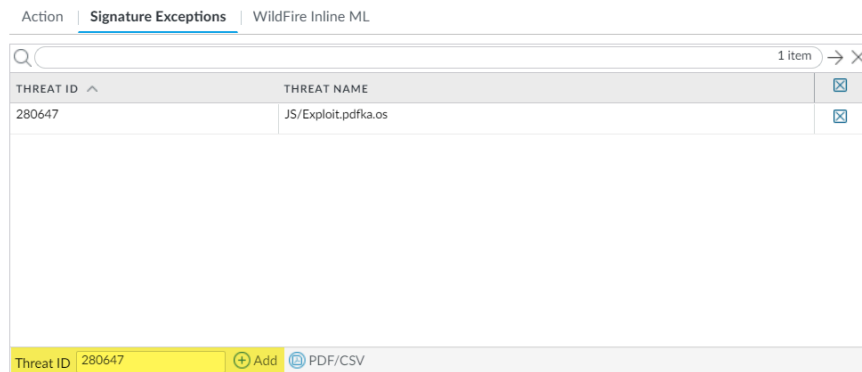 Action Signature Exceptions WildFire Inline ML
1 item
THREAT ID THREAT NAME
280647 JS/Exploit.pdfka.os
Threat ID 280647 Add PDF/CSV